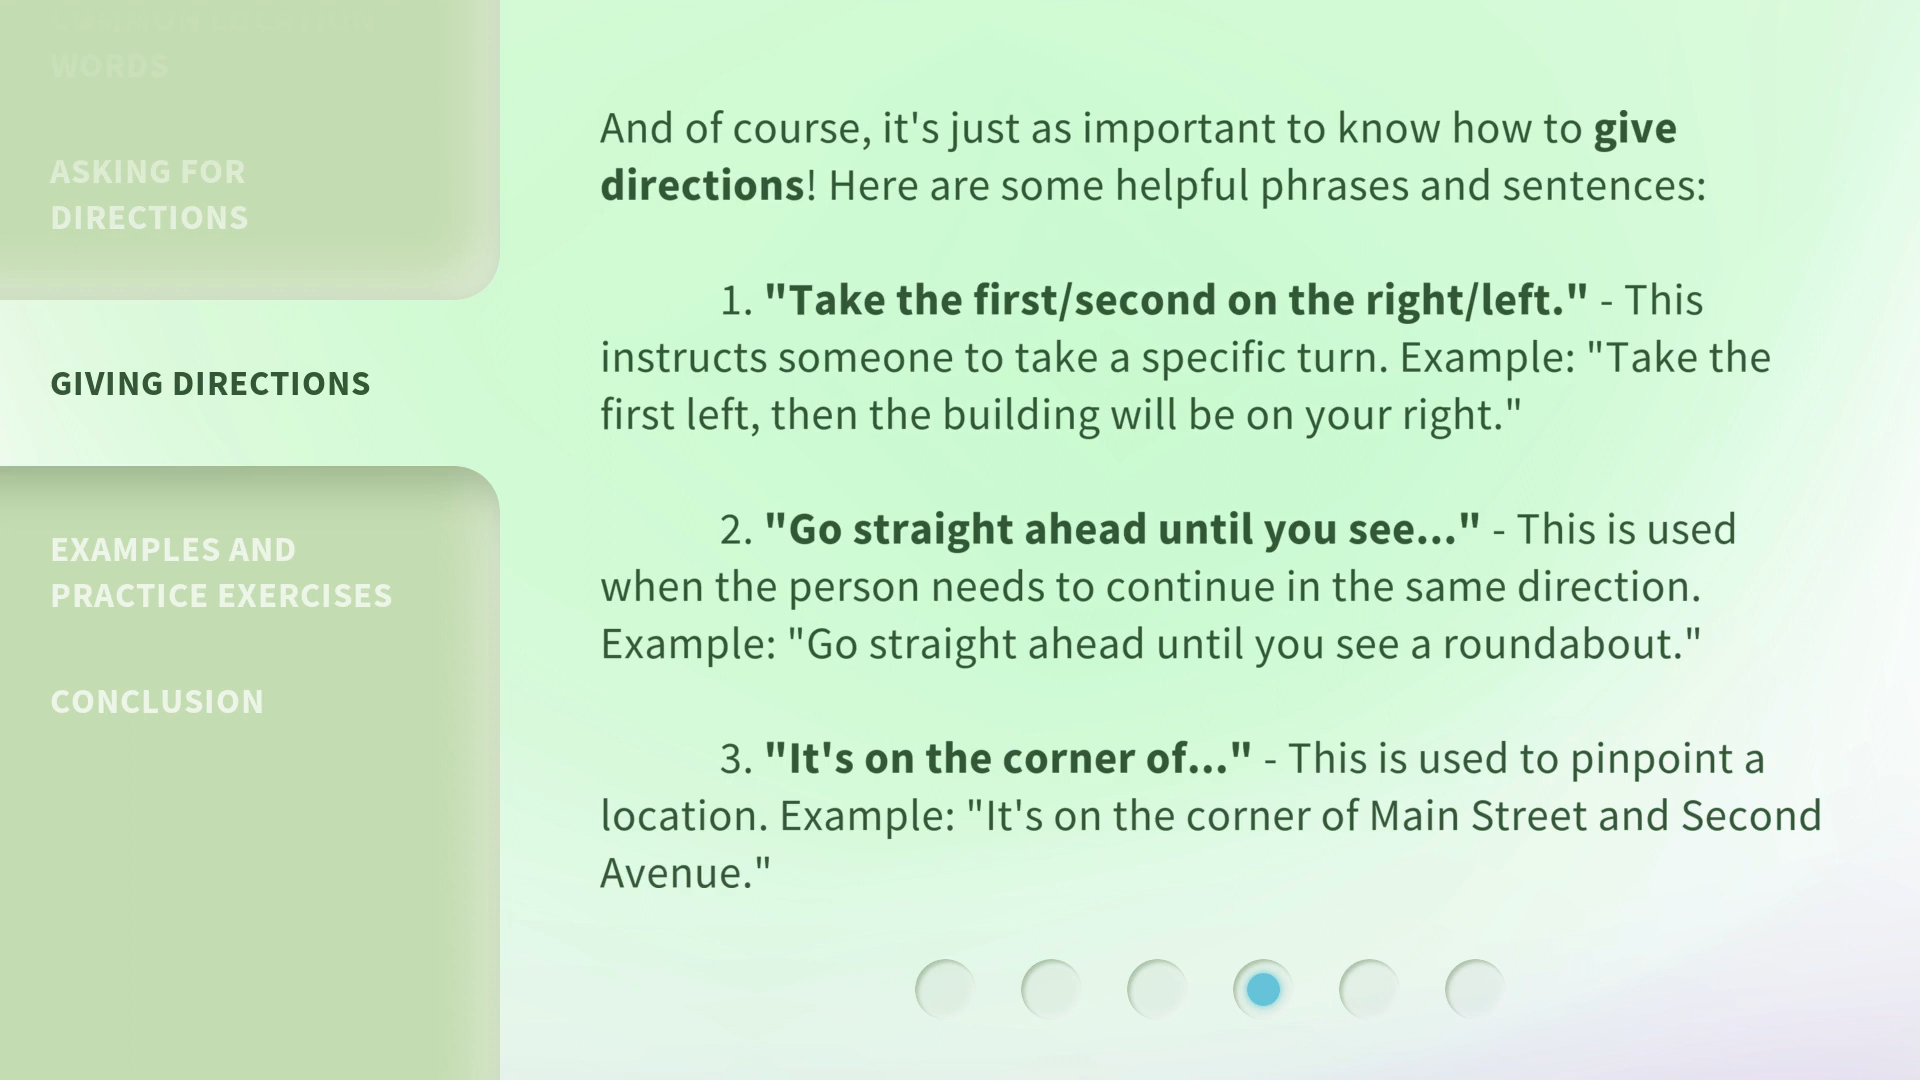 COMMON LOCATION
WORDS
ASKING FOR
DIRECTIONS
GIVING DIRECTIONS
EXAMPLES AND
PRACTICE EXERCISES
CONCLUSION
And of course, it's just as important to know how to give
directions! Here are some helpful phrases and sentences:
1. "Take the first/second on the right/left." - This
instructs someone to take a specific turn. Example: "Take the
first left, then the building will be on your right."
2. "Go straight ahead until you see..." - This is used
when the person needs to continue in the same direction.
Example: "Go straight ahead until you see a roundabout."
3. "It's on the corner of..." - This is used to pinpoint a
location. Example: "It's on the corner of Main Street and Second
Avenue."